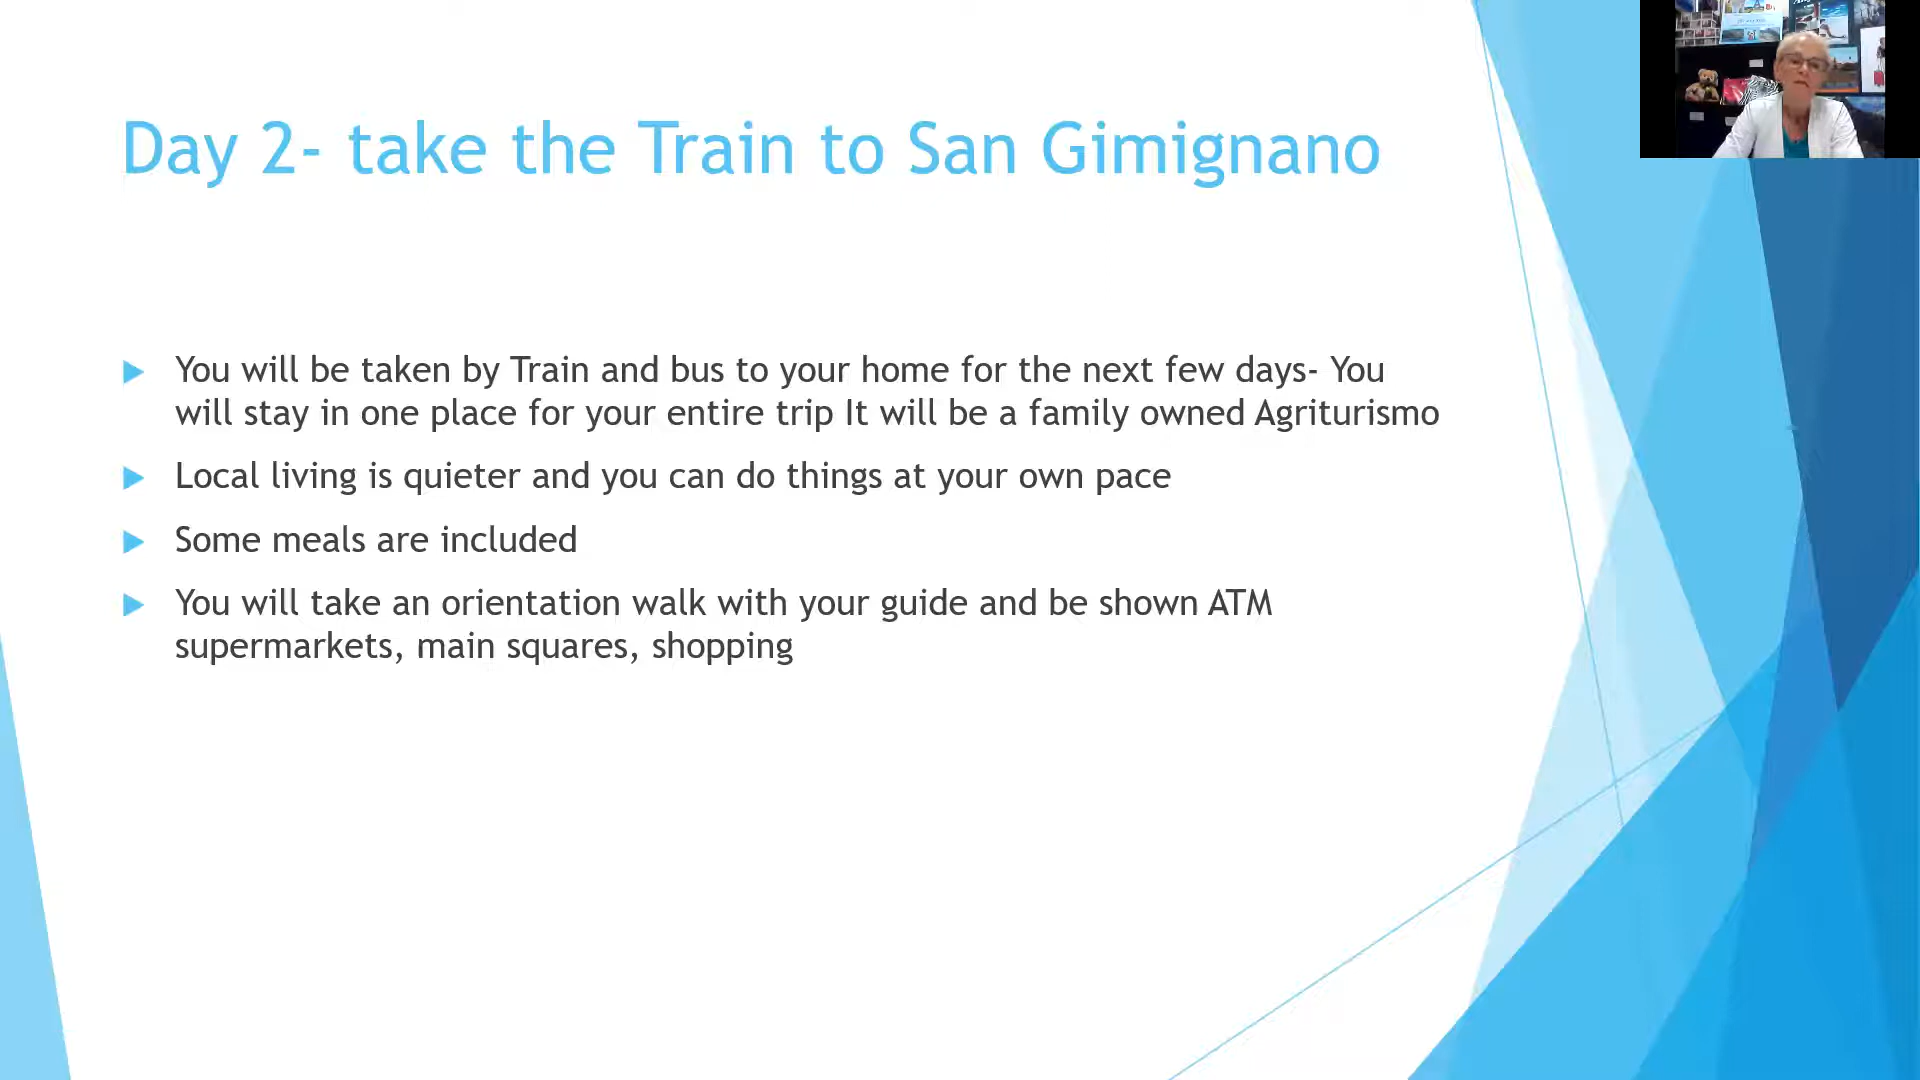 Day 2- take the Train to San Gimignano
You will be taken by Train and bus to your home for the next few days- You
will stay in one place for your entire trip It will be a family owned Agriturismo
Local living is quieter and you can do things at your own pace
Some meals are included
You will take an orientation walk with your guide and be shown ATM
supermarkets, main squares, shopping